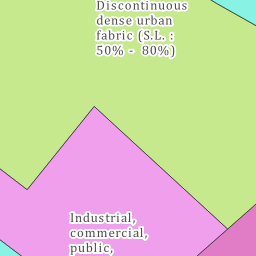 Discontinuous
dense urban
fabric (S.L. :
50% -  80%)
Industrial,
commercial,
public,